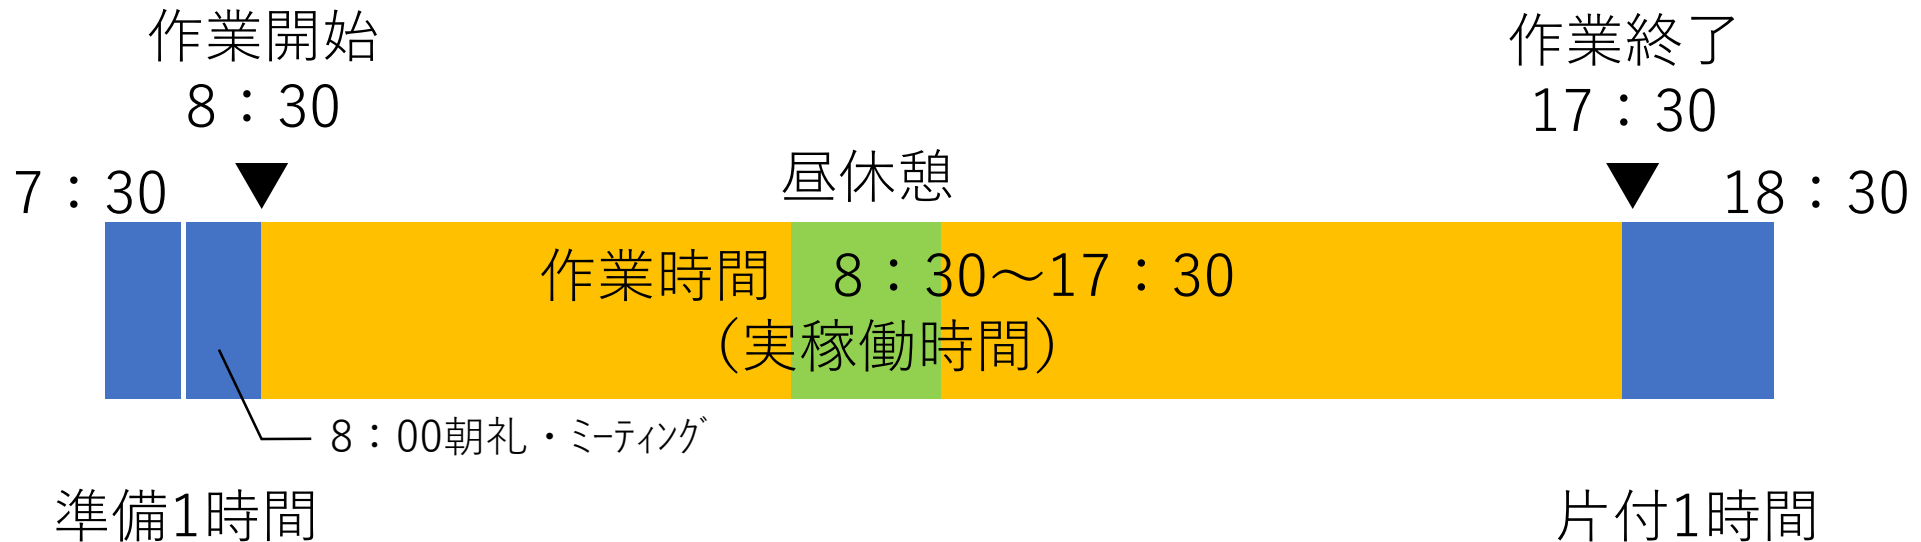 作業開始
8：30
作業終了
17：30
7：30
昼休憩
18：30
作業時間　8：30～17：30
（実稼働時間）
8：00朝礼・ﾐｰﾃｨﾝｸﾞ
準備1時間
片付1時間